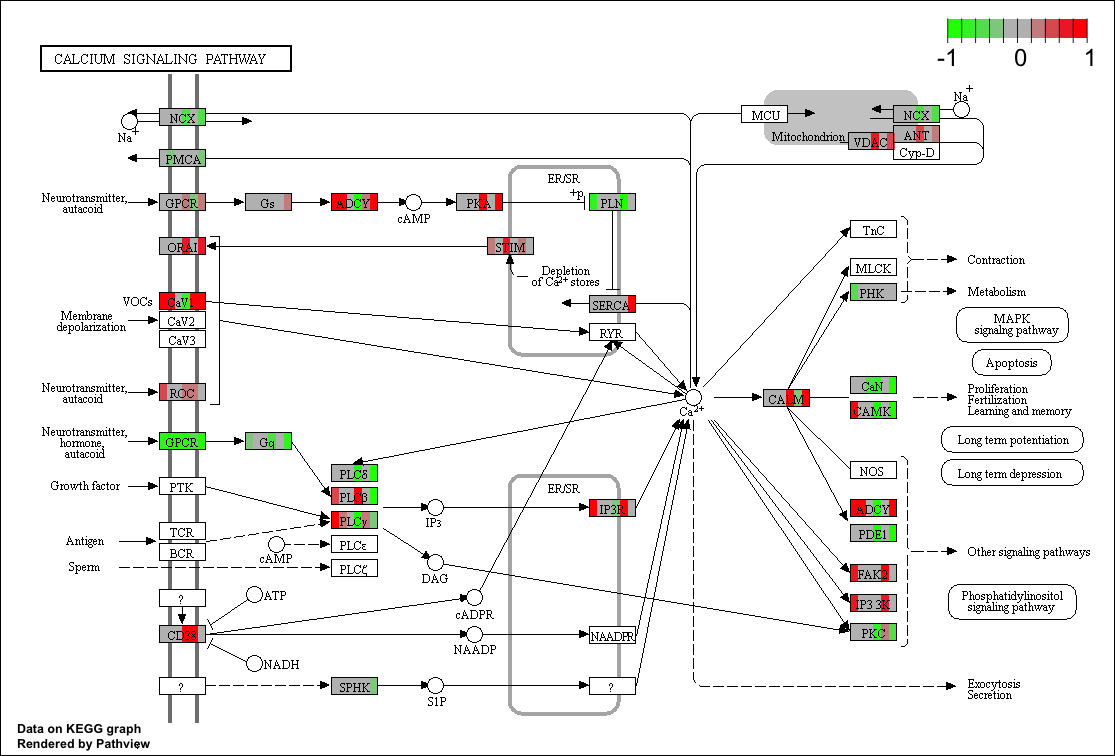 -1 0 1
CALCIUM SIGNALING PATHWAY
Na+
NCX
MCU
Mitochondrion
NCX
Na+
VDAC
ANT
Cyp-D
PMCA
ER/SR
Neurotransmitter,
autacoid
GPCR
Gs
ADCY
cAMP
PKA
+p
PLN
ORAI
STIM
Depletion
of Ca2+ stores
VOCs
CaV1
SERCA
Membrane
depolarization
CaV2
CaV3
RYR
TnC
MLCK
PHK
Contraction
Metabolism
MAPK
signalng pathway
Apoptosis
Neurotransmitter,
autacoid
ROC
Ca2+
CALM
CaN
CAMK
Proliferation
Fertilization
Learning and memory
Long term potentiation
Long term depression
Neurotransmitter,
hormone,
autacoid
GPCR
Gq
PLCδ
PLCβ
Growth factor
PTK
PLCγ
IP3
ER/SR
IP3R
NOS
ADCY
PDE1
FAK2
IP3 3K
PKC
Other signaling pathways
Phosphatidylinositol
signaling pathway
Antigen
TCR
BCR
cAMP
PLCε
Sperm
PLCζ
DAG
?
ATP
cADPR
CD38
NAADP
NAADPR
NADH
?
SPHK
S1P
?
Exocytosis
Secretion
Data on KEGG graph
Rendered by Pathview